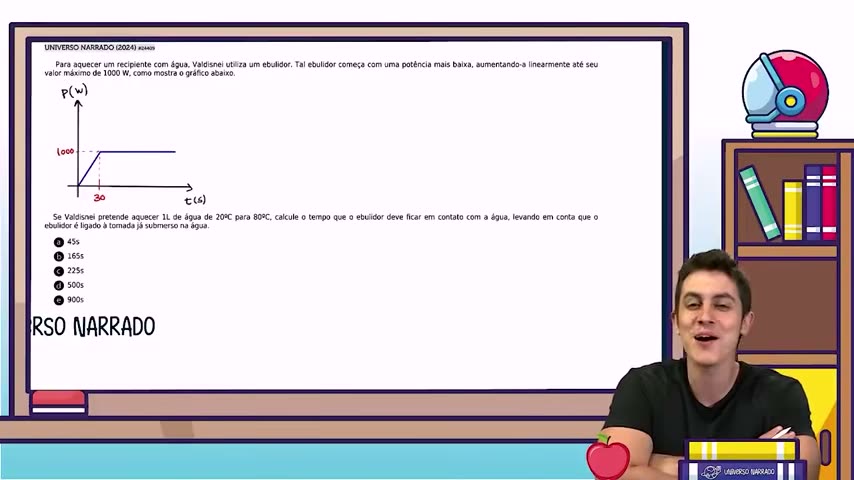 UNIVERSO NARRADO (2024) #24405
Para aquecer um recipiente com água, Valdisnei utiliza um ebulidor. Tal ebulidor começa com uma potência mais baixa, aumentando-a linearmente até seu
valor máximo de 1000 W, como mostra o gráfico abaixo.
P(W)
1000
30
t(s)
Se Valdisnei pretende aquecer 1L de água de 20ºC para 80ºC, calcule o tempo que o ebulidor deve ficar em contato com a água, levando em conta que o
ebulidor é ligado à tomada já submerso na água.
a 45s
b 165s
c 225s
d 500s
e 900s
ERSO NARRADO
UNIVERSO NARRADO